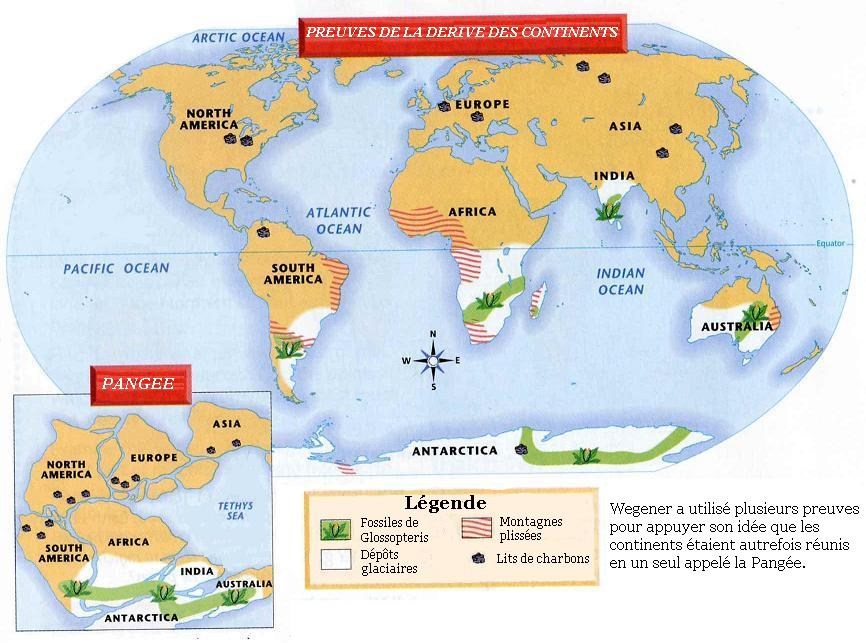 PREUVES DE LA DERIVE DES CONTINENTS
ARCTIC OCEAN
NORTH
AMERICA
EUROPE
ASIA
INDIA
ATLANTIC
OCEAN
AFRICA
Equator
PACIFIC OCEAN
SOUTH
AMERICA
INDIAN
OCEAN
AUSTRALIA
N
W
E
S
ANTARCTICA
PANGEE
ASIA
EUROPE
NORTH
AMERICA
TETHYS
SEA
AFRICA
SOUTH
AMERICA
INDIA
AUSTRALIA
ANTARCTICA
Légende
Fossiles de
Glossopteris
Montagnes
plissées
Dépôts
glaciaires
Lits de charbons
Wegener a utilisé plusieurs preuves
pour appuyer son idée que les
continents étaient autrefois réunis
en un seul appelé la Pangée.